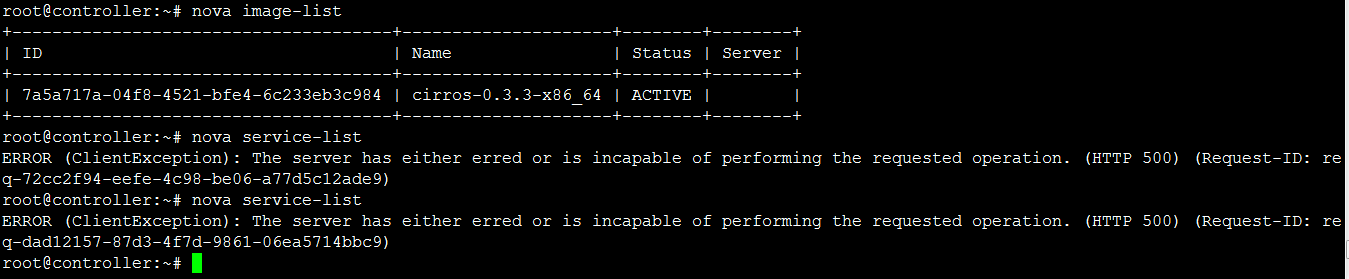 root@controller:~# nova image-list
+--------------------------------------+---------------------+--------+--------+
| ID                                   | Name                | Status | Server |
+--------------------------------------+---------------------+--------+--------+
| 7a5a717a-04f8-4521-bfe4-6c233eb3c984 | cirros-0.3.3-x86_64 | ACTIVE |        |
+--------------------------------------+---------------------+--------+--------+
root@controller:~# nova service-list
ERROR (ClientException): The server has either erred or is incapable of performing the requested operation. (HTTP 500) (Request-ID: re
q-72cc2f94-eefe-4c98-be06-a77d5c12ade9)
root@controller:~# nova service-list
ERROR (ClientException): The server has either erred or is incapable of performing the requested operation. (HTTP 500) (Request-ID: re
q-dad12157-87d3-4f7d-9861-06ea5714bbc9)
root@controller:~#